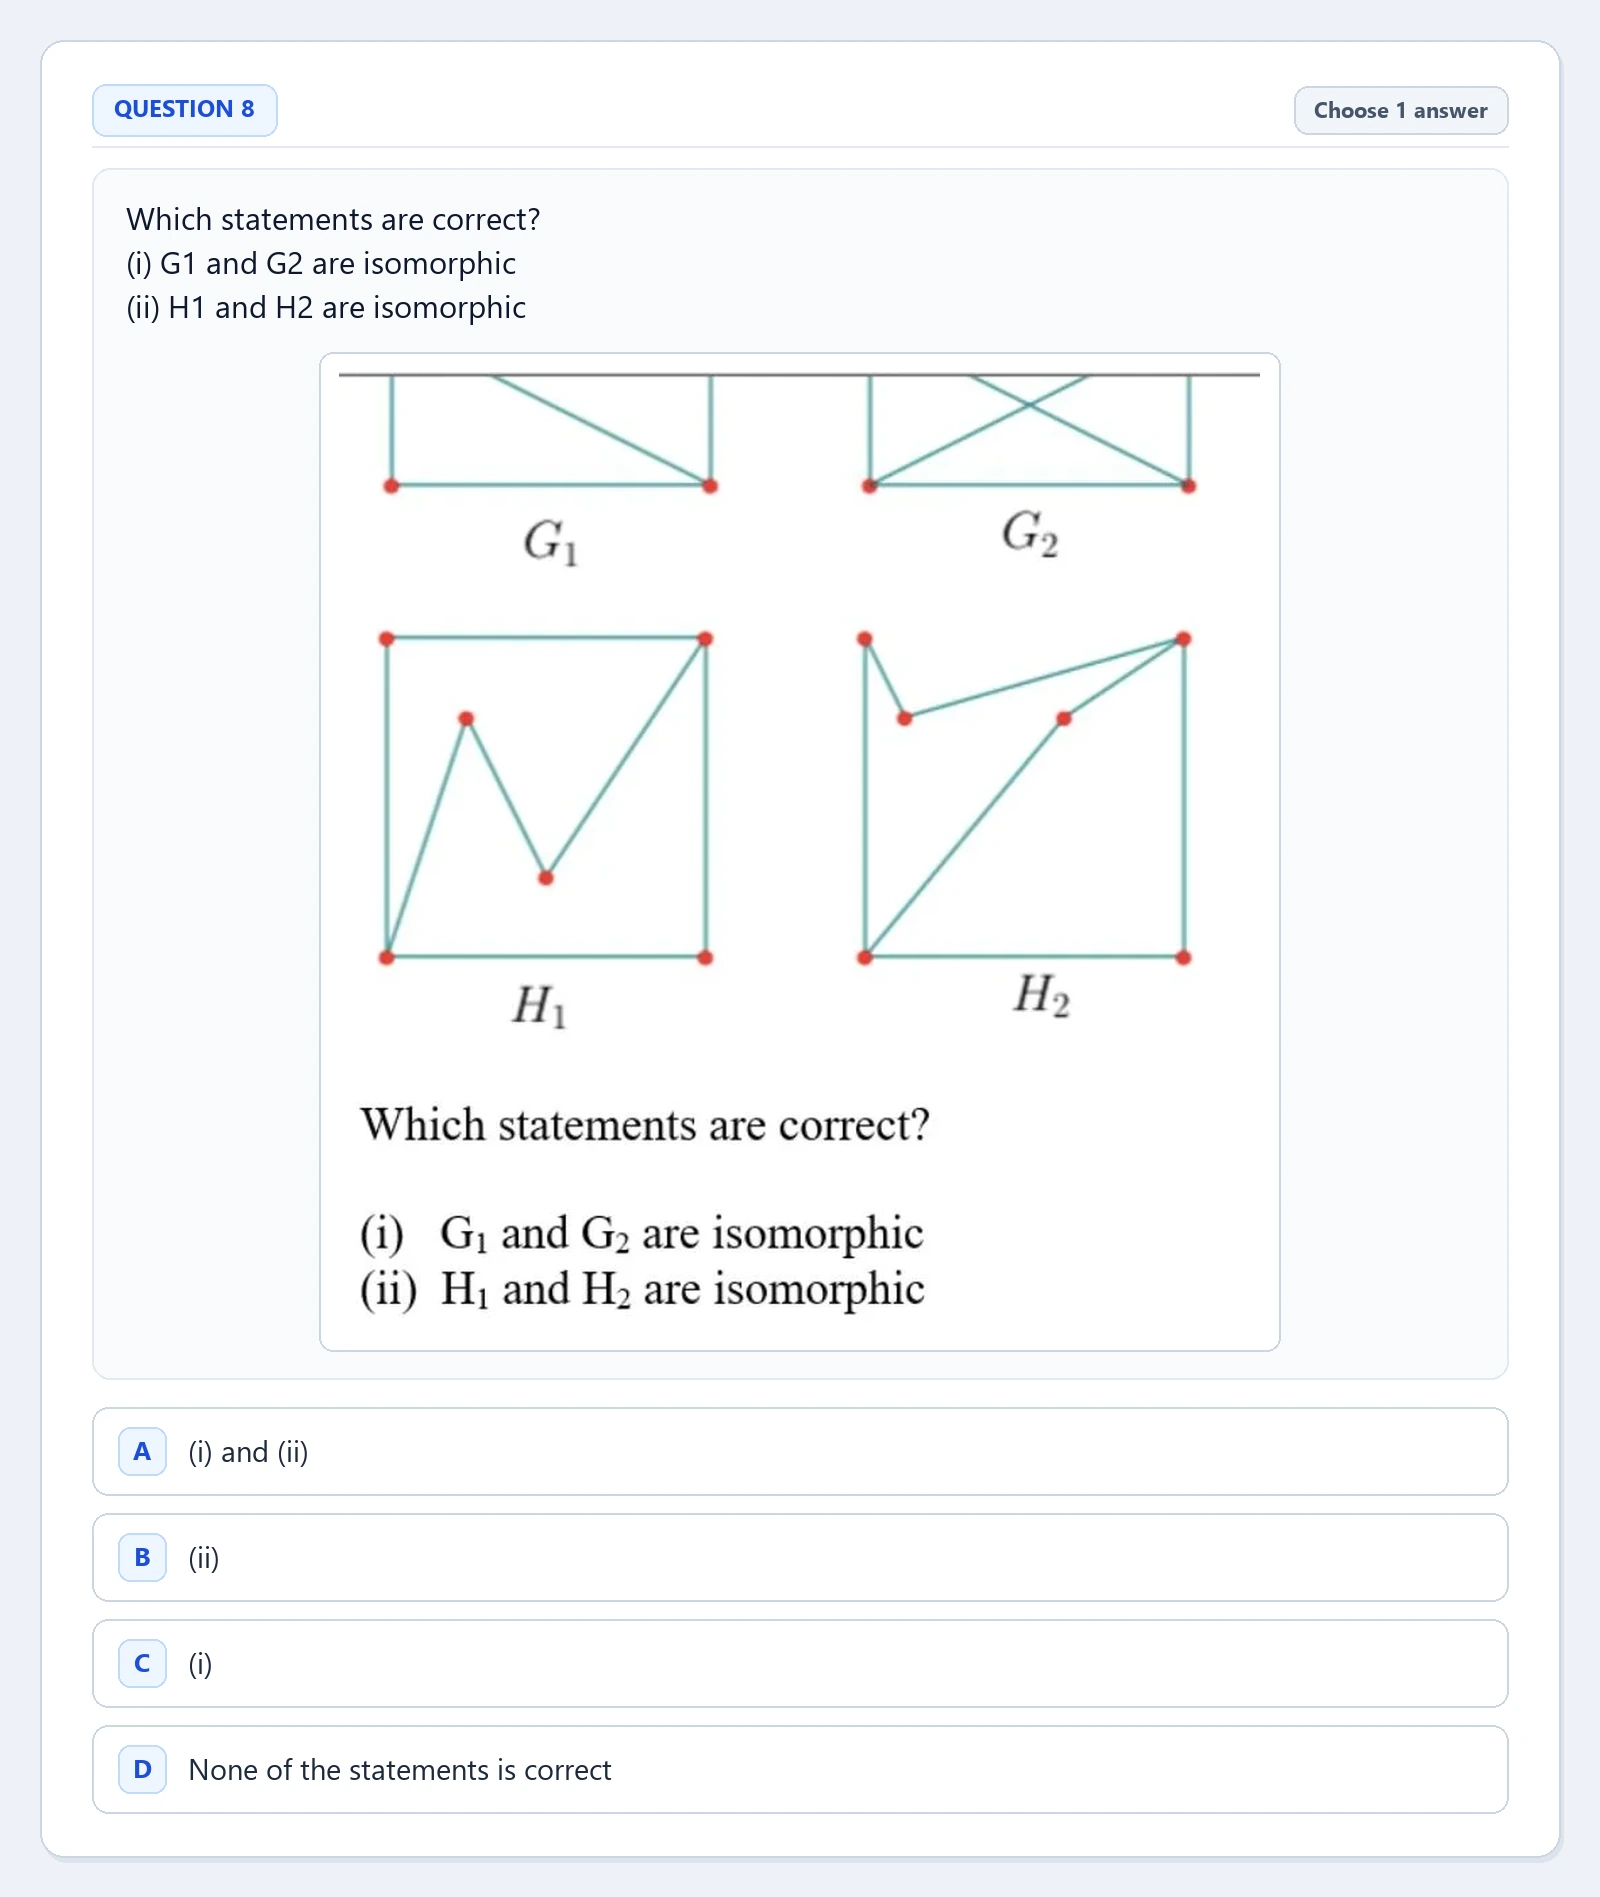 QUESTION 8
Choose 1 answer
Which statements are correct?
(i) G1 and G2 are isomorphic
(ii) H1 and H2 are isomorphic
G₁
G₂
H₁
H₂
Which statements are correct?
(i) G₁ and G₂ are isomorphic
(ii) H₁ and H₂ are isomorphic
A (i) and (ii)
B (ii)
C (i)
D None of the statements is correct